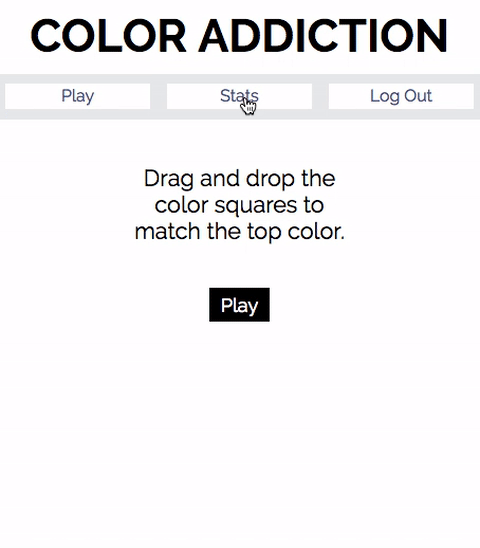 COLOR ADDICTION
Play Stats Log Out
Drag and drop the
color squares to
match the top color.
Play